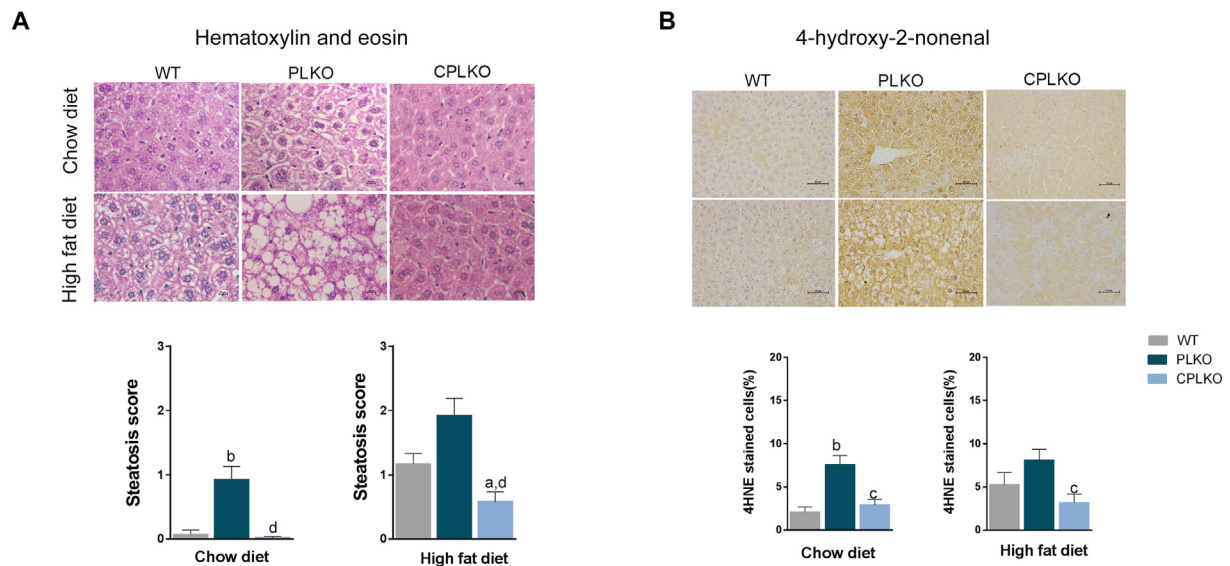 A
Hematoxylin and eosin
WT
PLKO
CPLKO
Chow diet
High fat diet
Steatosis score
3
2
1
0
b
d
Chow diet
Steatosis score
3
2
1
0
a,d
High fat diet
B
4-hydroxy-2-nonenal
WT
PLKO
CPLKO
4HNE stained cells(%)
20
15
10
5
0
b
c
Chow diet
4HNE stained cells(%)
20
15
10
5
0
c
High fat diet
WT
PLKO
CPLKO